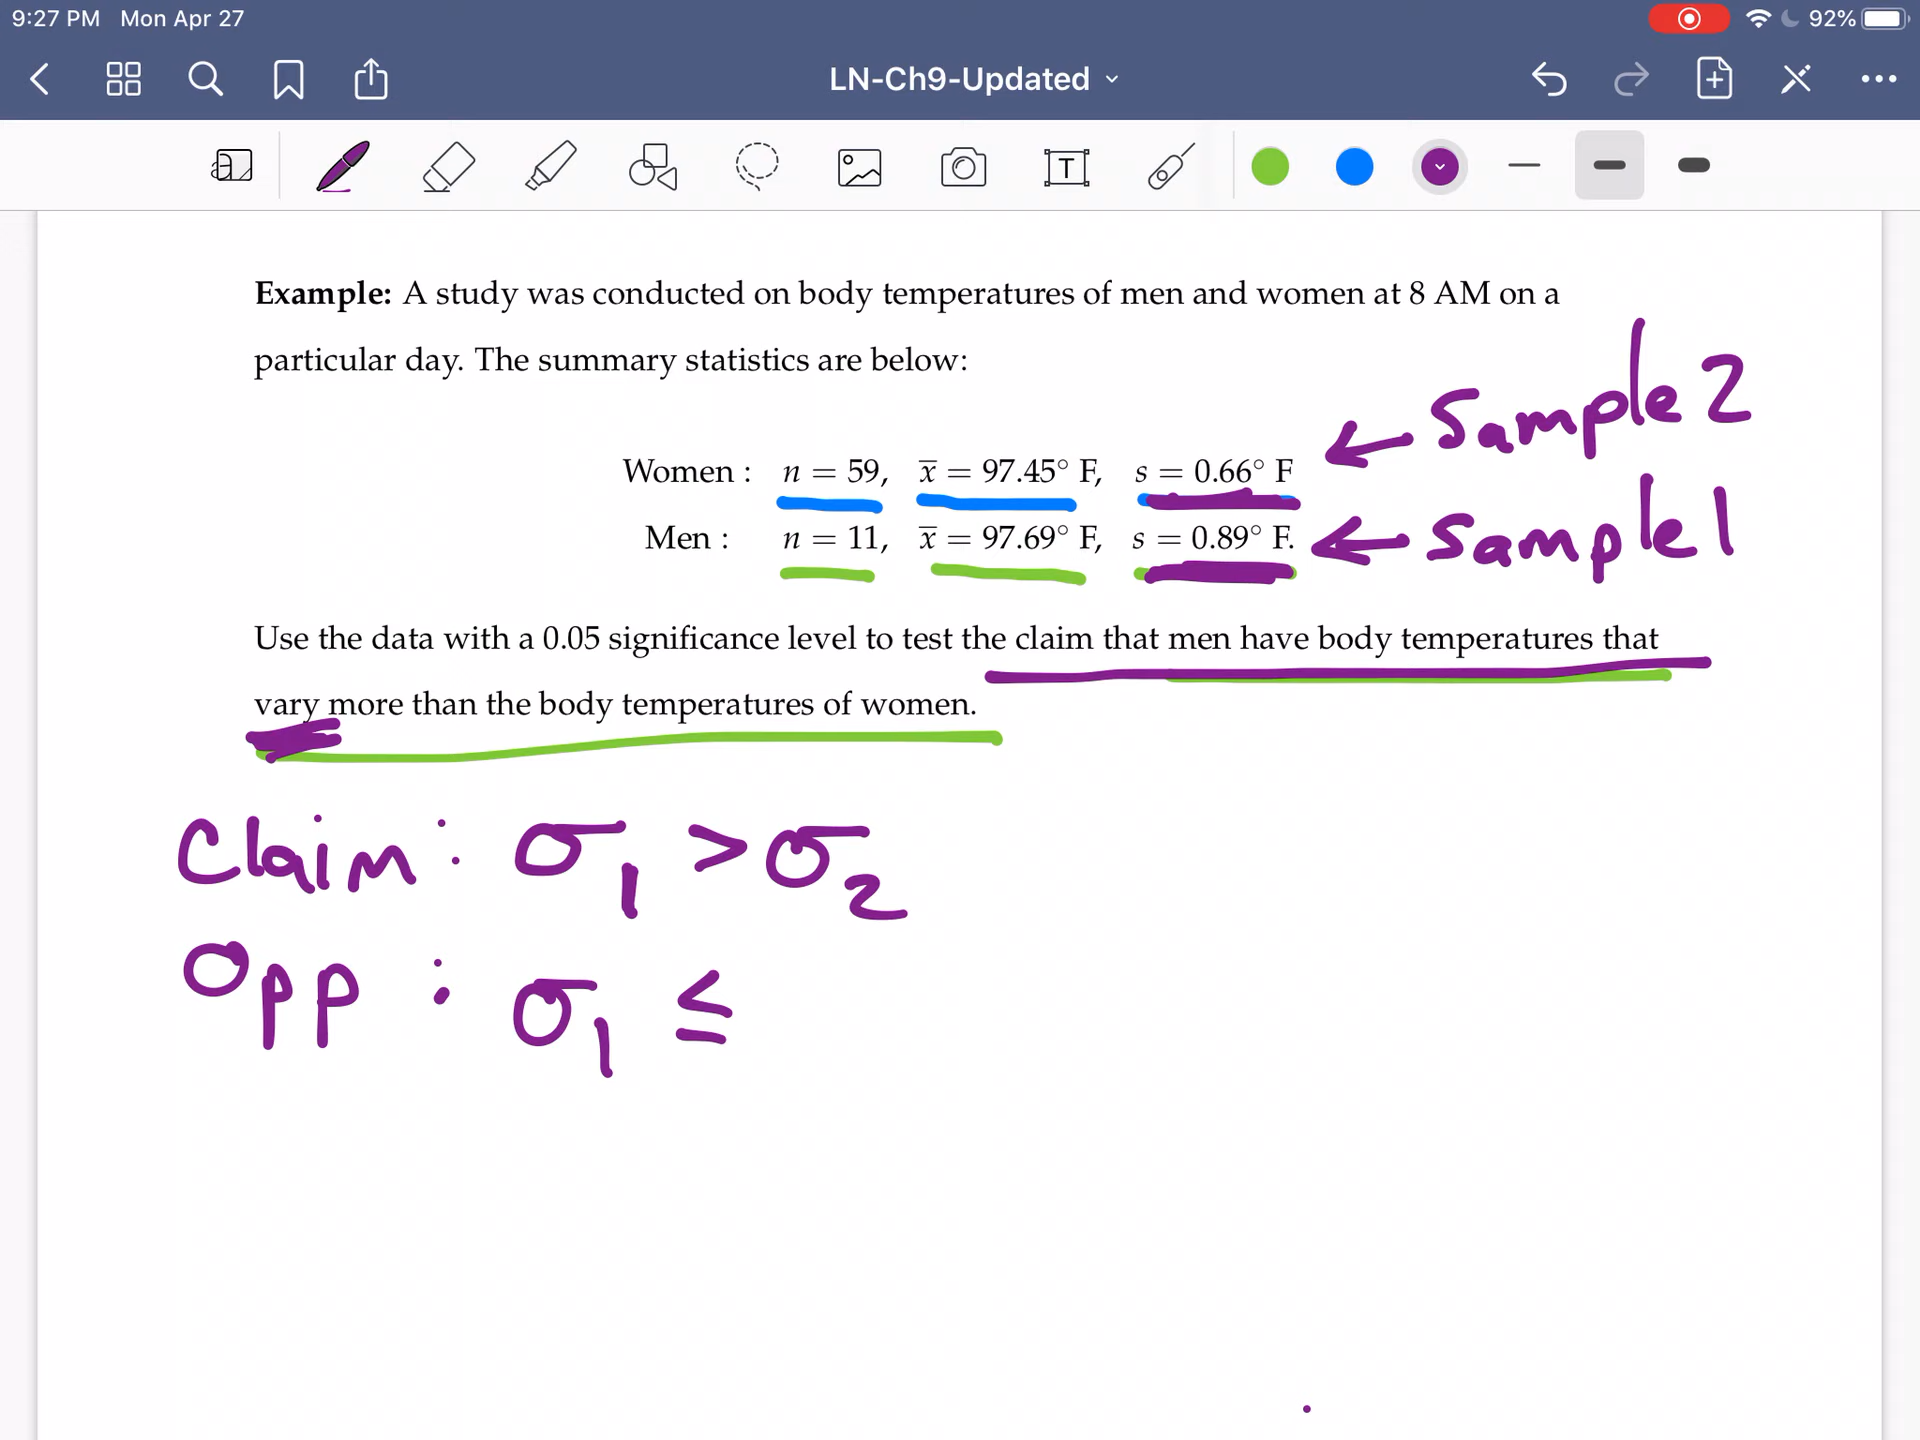 9:27 PM Mon Apr 27 92%
LN-Ch9-Updated
T
Example: A study was conducted on body temperatures of men and women at 8 AM on a
particular day. The summary statistics are below:
Women : n = 59, x̅ = 97.45° F, s = 0.66° F ← Sample 2
Men : n = 11, x̅ = 97.69° F, s = 0.89° F. ← Sample 1
Use the data with a 0.05 significance level to test the claim that men have body temperatures that
vary more than the body temperatures of women.
Claim : σ₁ > σ₂
Opp : σ₁ ≤